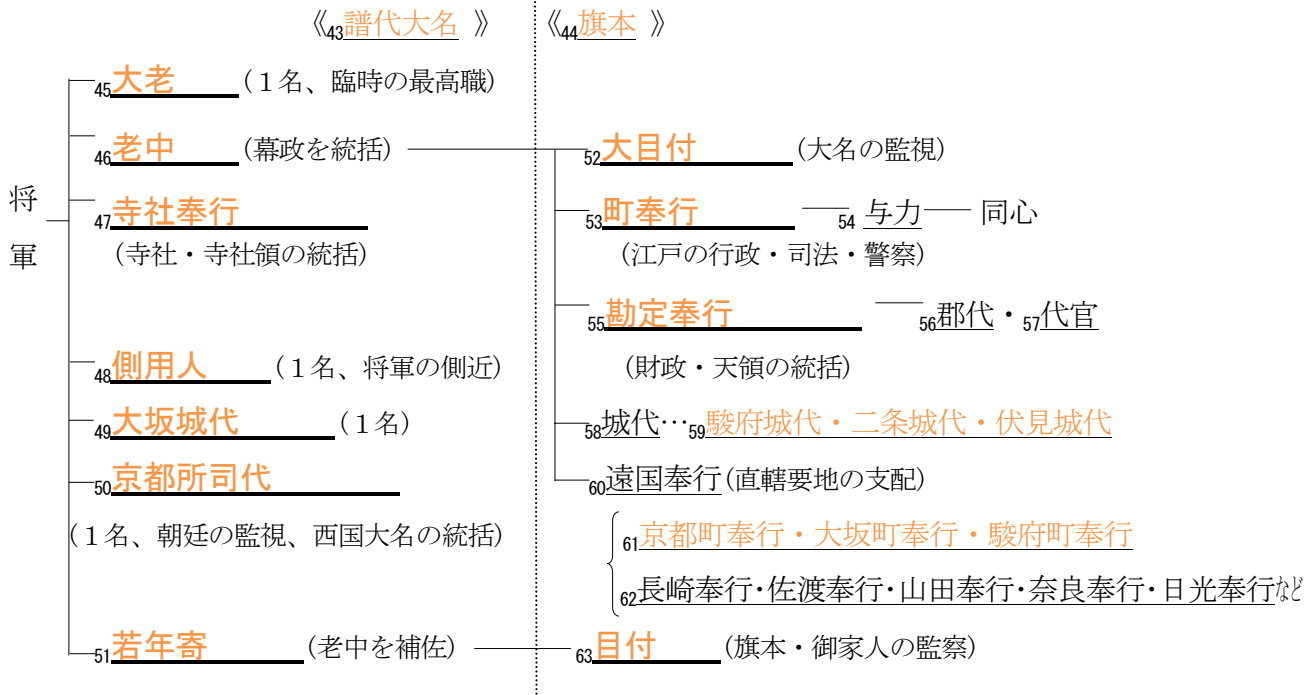 《43譜代大名 》 《44旗本 》
45大老 (１名、臨時の最高職)
46老中 (幕政を統括) 52大目付 (大名の監視)
将軍
47寺社奉行 53町奉行 54 与力 同心
(寺社・寺社領の統括) (江戸の行政・司法・警察)
55勘定奉行 56郡代・57代官
48側用人 (１名、将軍の側近) (財政・天領の統括)
49大坂城代 (１名) 58城代…59駿府城代・二条城代・伏見城代
50京都所司代 60遠国奉行(直轄要地の支配)
(１名、朝廷の監視、西国大名の統括) 61京都町奉行・大坂町奉行・駿府町奉行
62長崎奉行・佐渡奉行・山田奉行・奈良奉行・日光奉行など
51若年寄 (老中を補佐) 63目付 (旗本・御家人の監察)